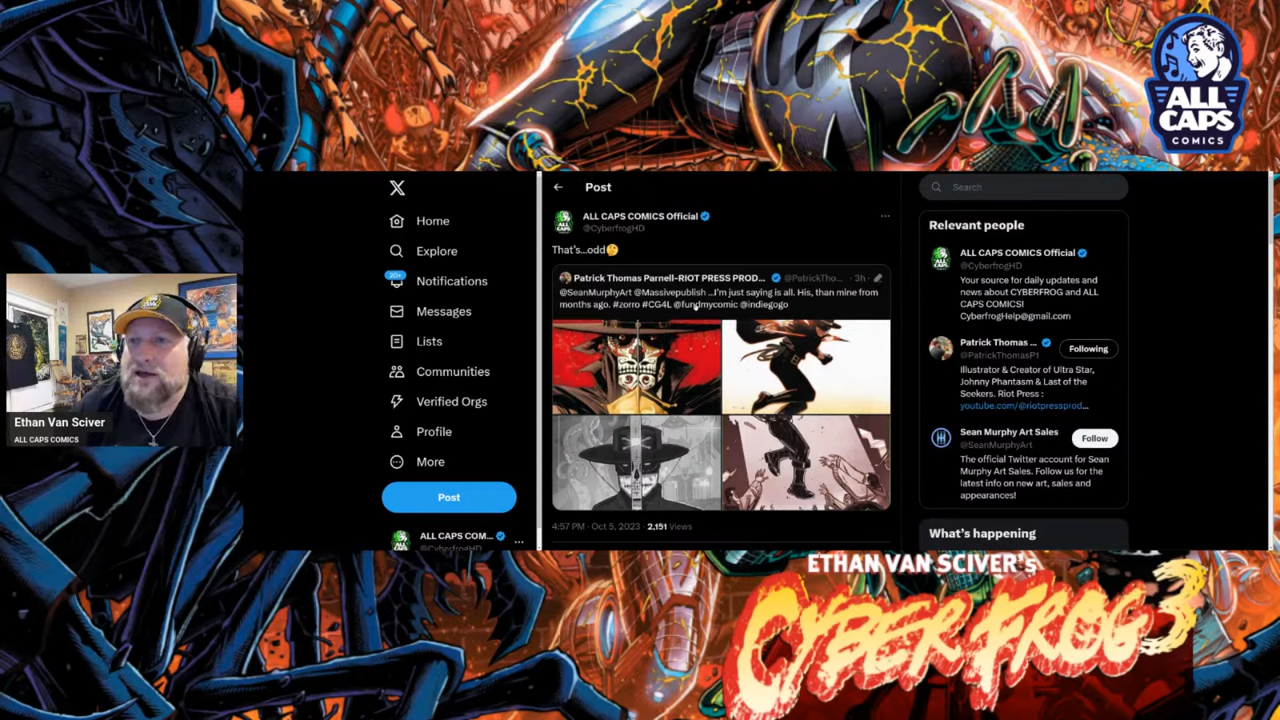 ALL
CAPS
COMICS
Home
Explore
20+
Notifications
Messages
Lists
Communities
Verified Orgs
Profile
More
Post
ALL CAPS COM...
@CyberfrogHD
Post
ALL CAPS COMICS Official
@CyberfrogHD
That's...odd🤔
Patrick Thomas Parnell-RIOT PRESS PROD... @PatrickTho... · 3h
@SeanMurphyArt @Massivepublish ...I'm just saying is all. His, than mine from
months ago. #zorro #CG4L @fundmycomic @indiegogo
4:57 PM · Oct 5, 2023 · 2,151 Views
Search
Relevant people
ALL CAPS COMICS Official
@CyberfrogHD
Your source for daily updates and
news about CYBERFROG and ALL
CAPS COMICS!
CyberfrogHelp@gmail.com
Patrick Thomas ...
@PatrickThomasP1
Following
Illustrator & Creator of Ultra Star,
Johnny Phantasm & Last of the
Seekers. Riot Press :
youtube.com/@riotpressprod...
Sean Murphy Art Sales
@SeanMurphyArt
Follow
The official Twitter account for Sean
Murphy Art Sales. Follow us for the
latest info on new art, sales and
appearances!
What's happening
Ethan Van Sciver
ALL CAPS COMICS
ETHAN VAN SCIVER's
CYBER FROG 3